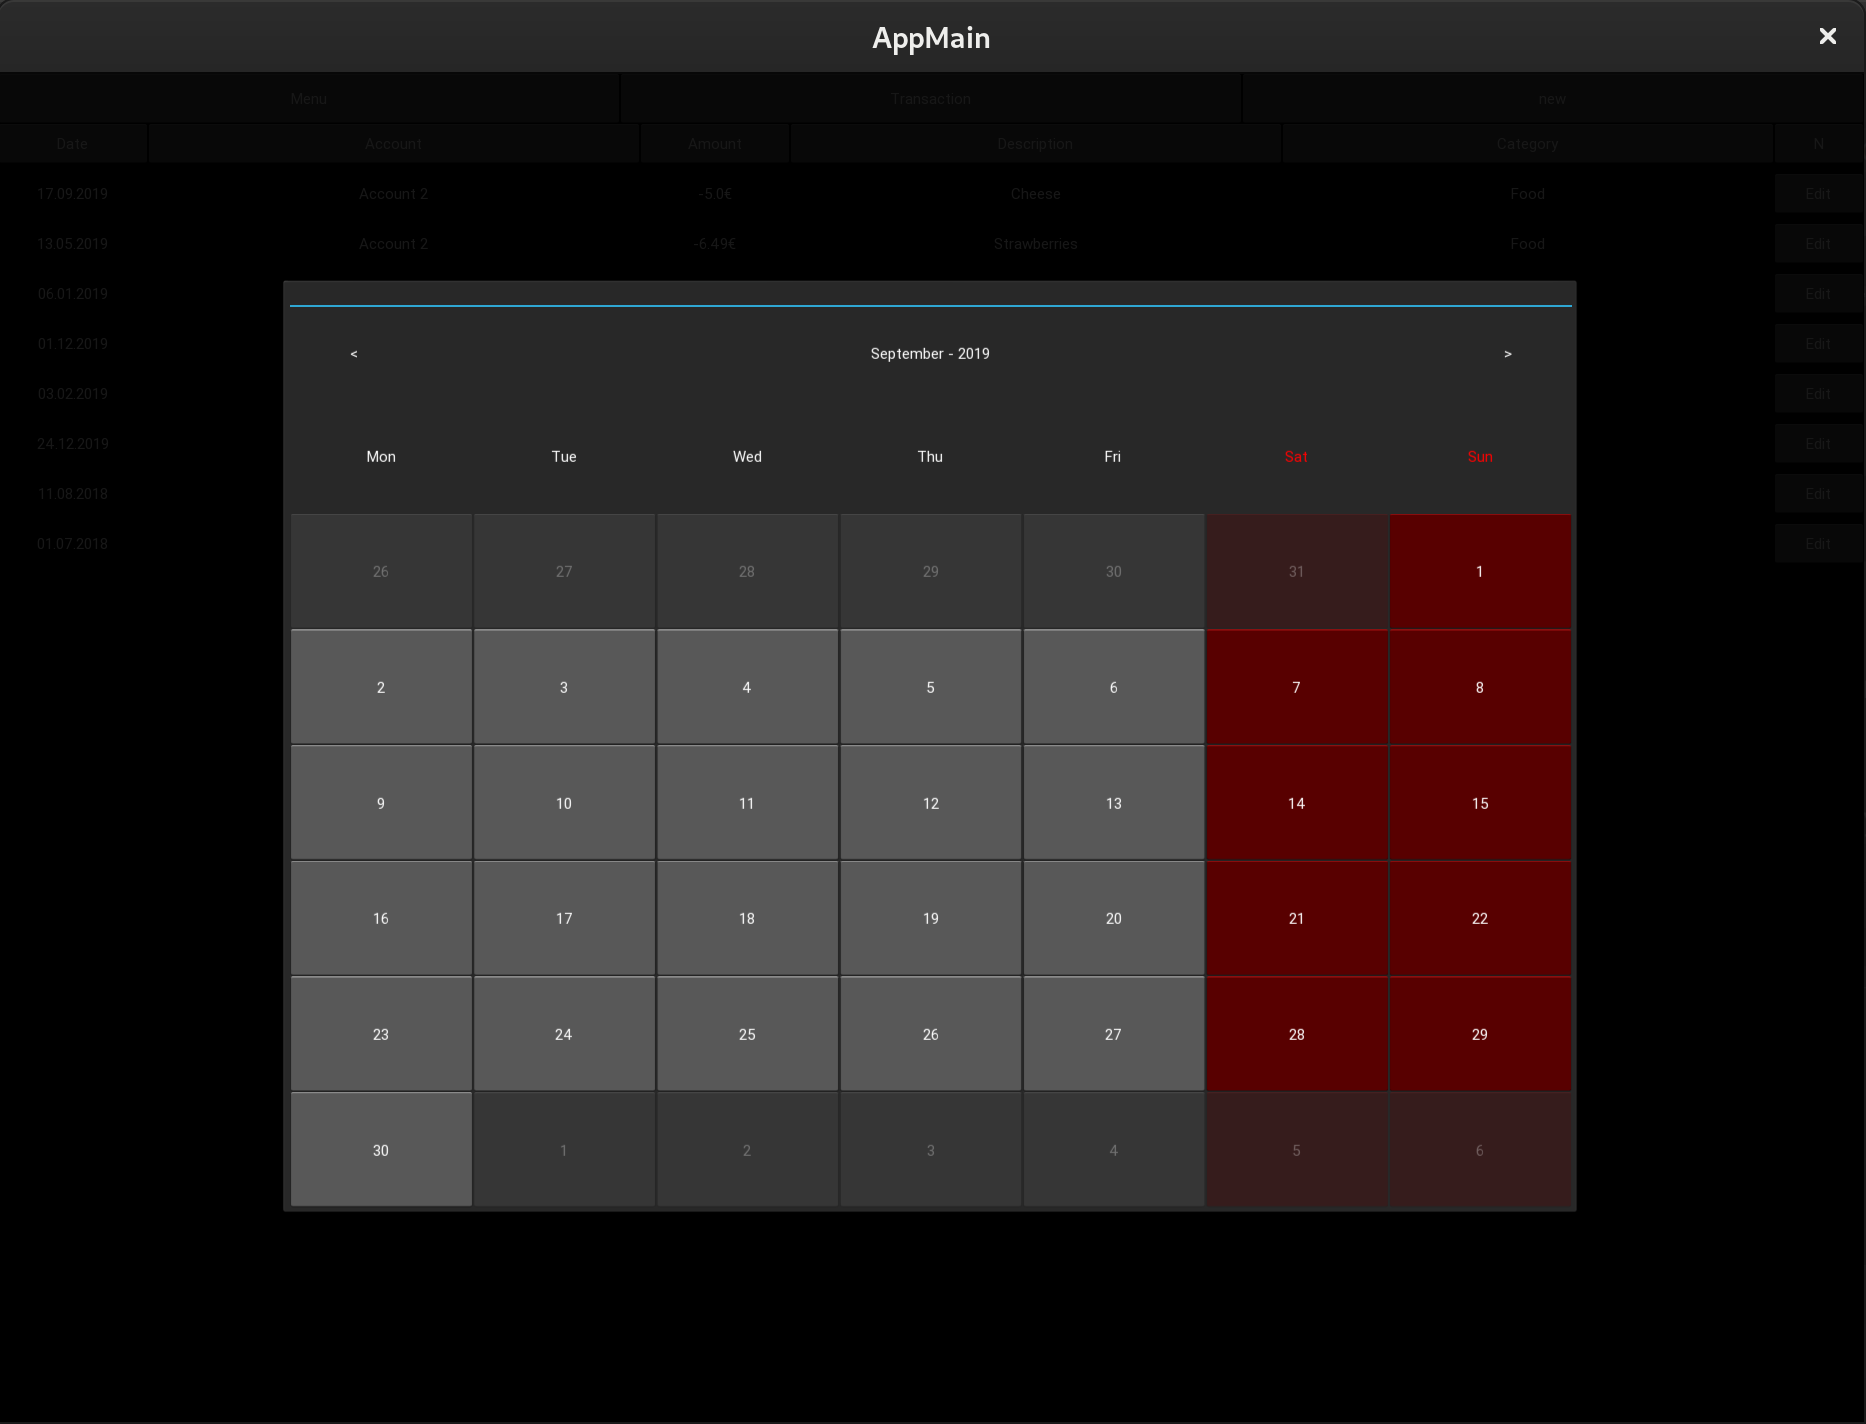 AppMain
Menu Transaction new
Date Account Amount Description Category N
17.09.2019 Account 2 -5.0€ Cheese Food Edit
13.05.2019 Account 2 -6.49€ Strawberries Food Edit
06.01.2019 Edit
01.12.2019 Edit
03.02.2019 Edit
24.12.2019 Edit
11.08.2018 Edit
01.07.2018 Edit
< September - 2019 >
Mon Tue Wed Thu Fri Sat Sun
26 27 28 29 30 31 1
2 3 4 5 6 7 8
9 10 11 12 13 14 15
16 17 18 19 20 21 22
23 24 25 26 27 28 29
30 1 2 3 4 5 6